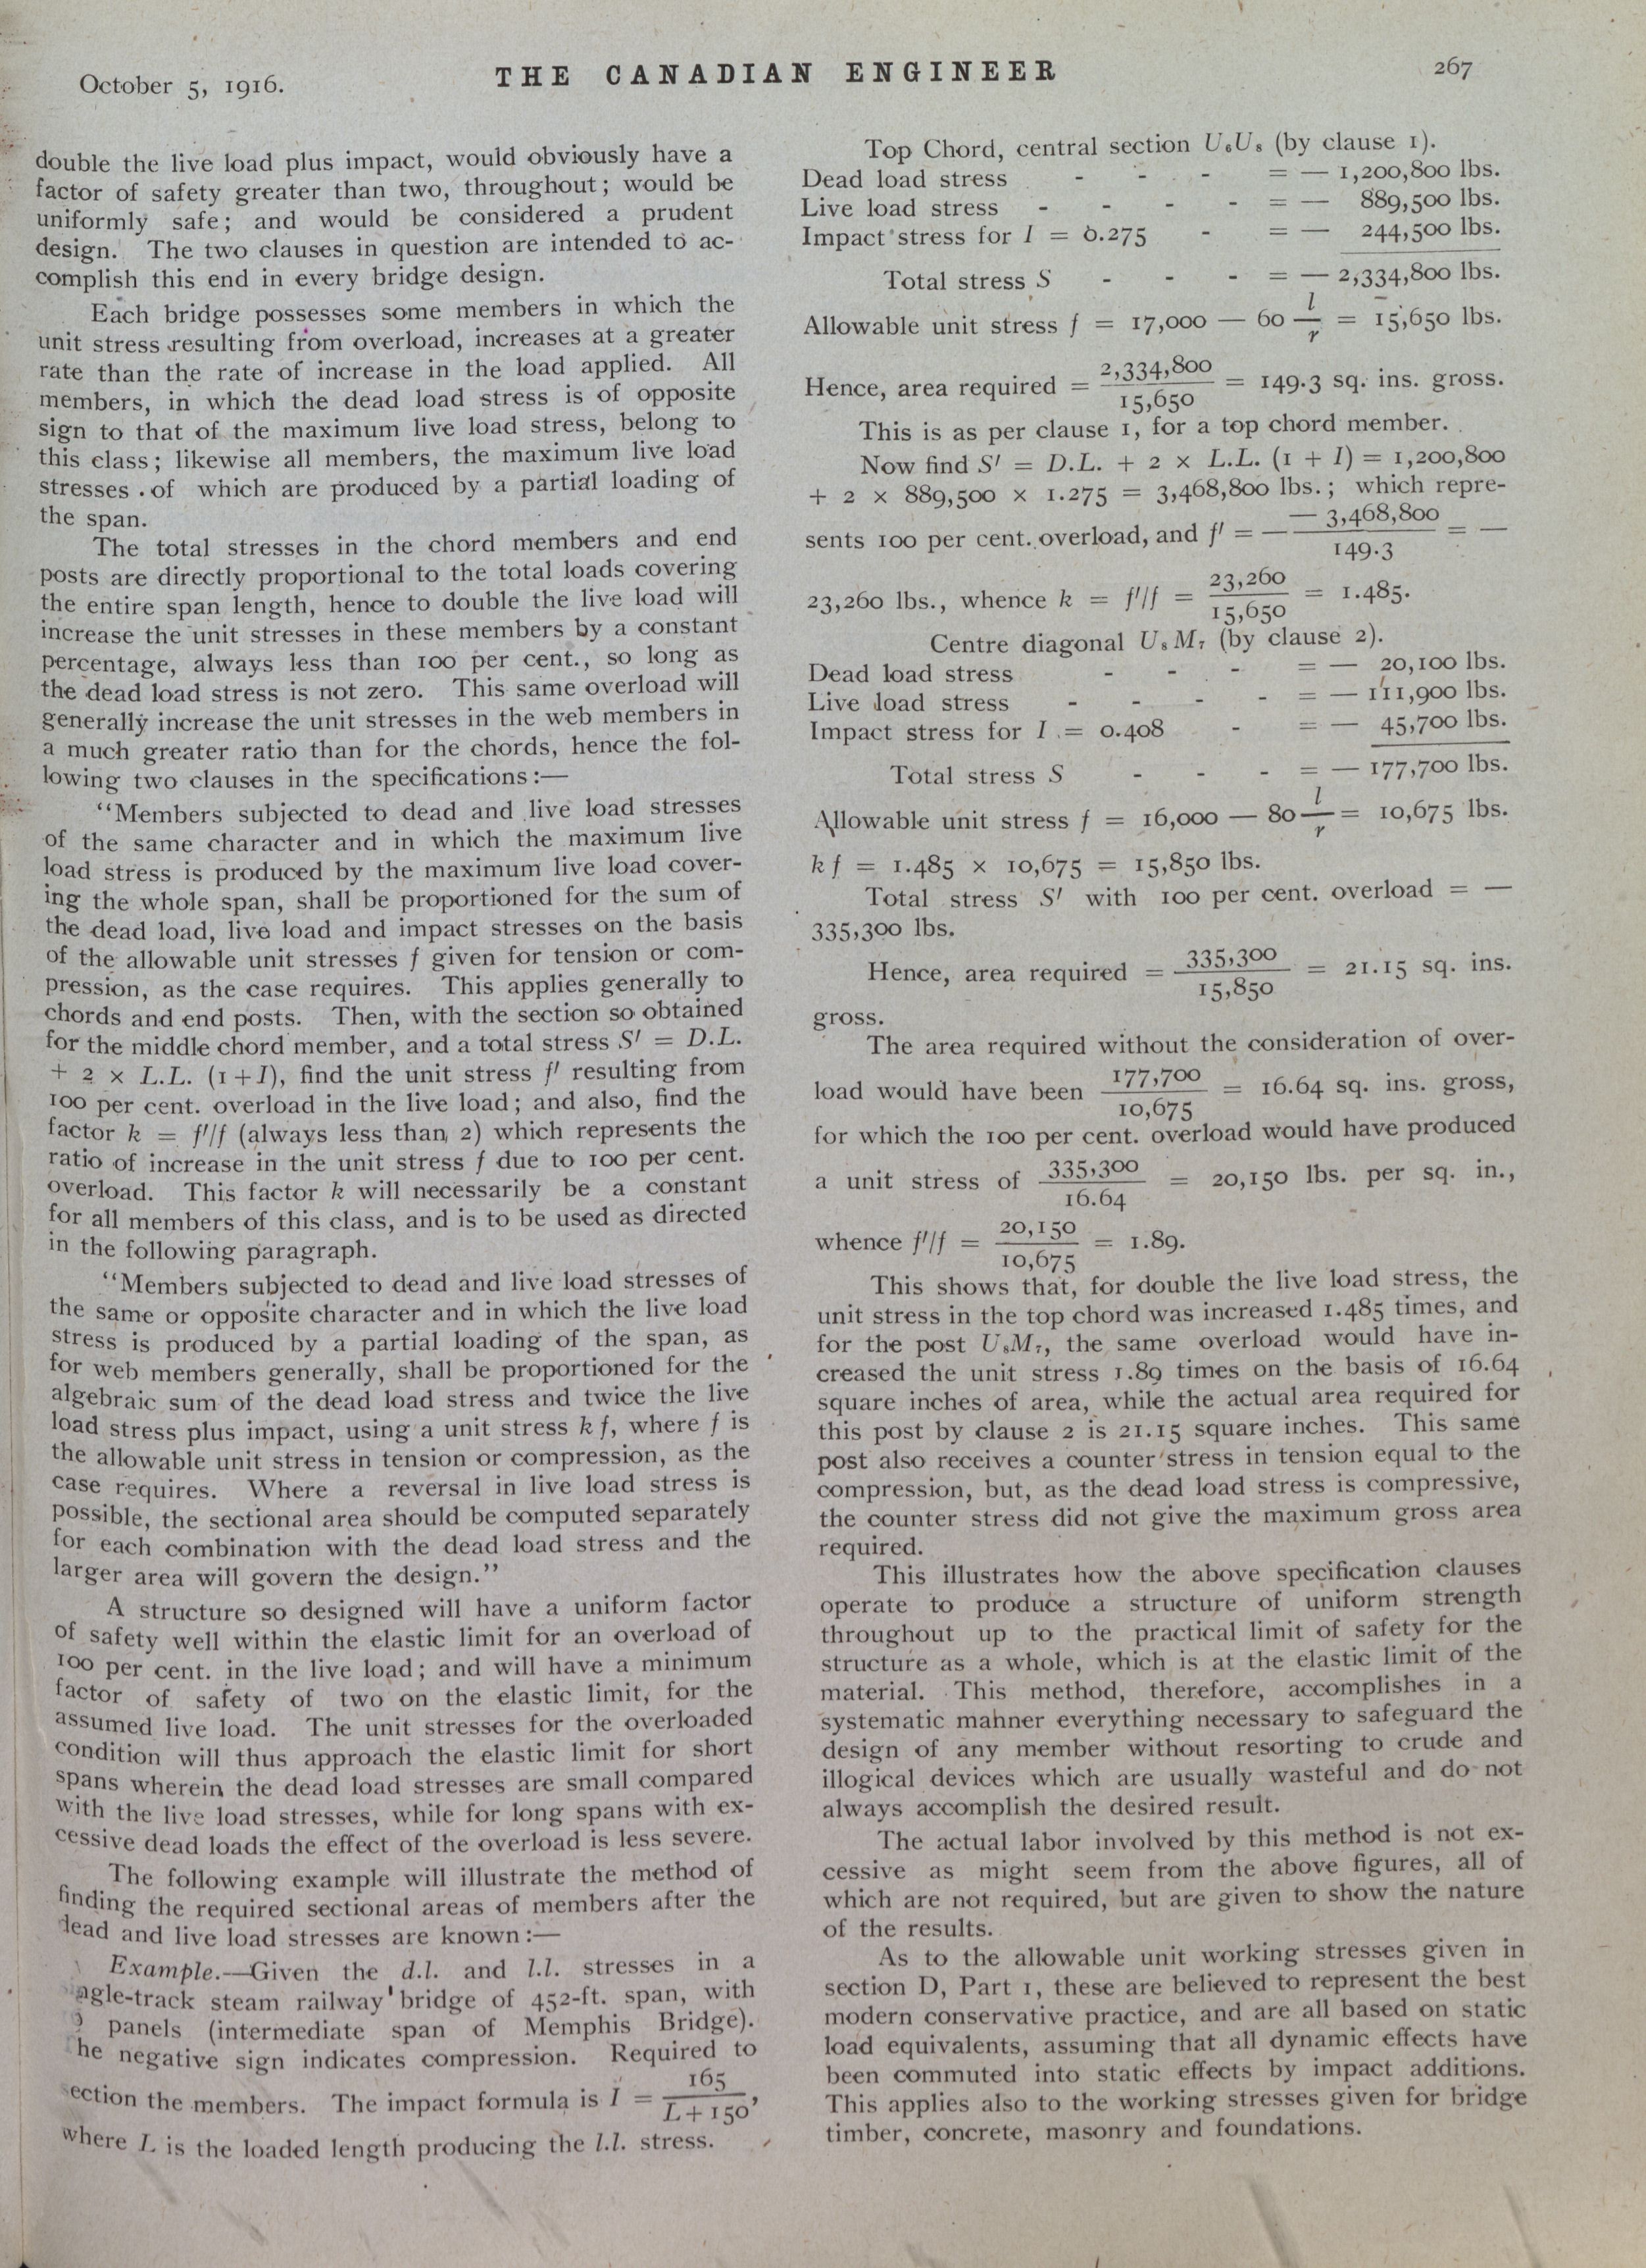 October 5, 1916.
THE CANADIAN ENGINEER
267
double the live load plus impact, would obviously have a
factor of safety greater than two, throughout; would be
uniformly safe; and would be considered a prudent
design. The two clauses in question are intended to ac-
complish this end in every bridge design.
Each bridge possesses some members in which the
unit stress resulting from overload, increases at a greater
rate than the rate of increase in the load applied. All
members, in which the dead load stress is of opposite
sign to that of the maximum live load stress, belong to
this class; likewise all members, the maximum live load
stresses of which are produced by a partial loading of
the span.
The total stresses in the chord members and end
posts are directly proportional to the total loads covering
the entire span length, hence to double the live load will
increase the unit stresses in these members by a constant
percentage, always less than 100 per cent., so long as
the dead load stress is not zero. This same overload will
generally increase the unit stresses in the web members in
a much greater ratio than for the chords, hence the fol-
lowing two clauses in the specifications:—
"Members subjected to dead and live load stresses
of the same character and in which the maximum live
load stress is produced by the maximum live load cover-
ing the whole span, shall be proportioned for the sum of
the dead load, live load and impact stresses on the basis
of the allowable unit stresses f given for tension or com-
pression, as the case requires. This applies generally to
chords and end posts. Then, with the section so obtained
for the middle chord member, and a total stress S′ = D.L.
+ 2 × L.L. (1+I), find the unit stress f′ resulting from
100 per cent. overload in the live load; and also, find the
factor k = f′/f (always less than 2) which represents the
ratio of increase in the unit stress f due to 100 per cent.
overload. This factor k will necessarily be a constant
for all members of this class, and is to be used as directed
in the following paragraph.
"Members subjected to dead and live load stresses of
the same or opposite character and in which the live load
stress is produced by a partial loading of the span, as
for web members generally, shall be proportioned for the
algebraic sum of the dead load stress and twice the live
load stress plus impact, using a unit stress k f, where f is
the allowable unit stress in tension or compression, as the
case requires. Where a reversal in live load stress is
possible, the sectional area should be computed separately
for each combination with the dead load stress and the
larger area will govern the design."
A structure so designed will have a uniform factor
of safety well within the elastic limit for an overload of
100 per cent. in the live load; and will have a minimum
factor of safety of two on the elastic limit, for the
assumed live load. The unit stresses for the overloaded
condition will thus approach the elastic limit for short
spans wherein the dead load stresses are small compared
with the live load stresses, while for long spans with ex-
cessive dead loads the effect of the overload is less severe.
The following example will illustrate the method of
finding the required sectional areas of members after the
dead and live load stresses are known:—
Example.—Given the d.l. and l.l. stresses in a
ngle-track steam railway bridge of 452-ft. span, with
panels (intermediate span of Memphis Bridge).
he negative sign indicates compression. Required to
ection the members. The impact formula is I = 165 / L+150,
where L is the loaded length producing the l.l. stress.
Top Chord, central section U₆U₈ (by clause 1).
Dead load stress - - - = — 1,200,800 lbs.
Live load stress - - - - = — 889,500 lbs.
Impact stress for I = 0.275 - = — 244,500 lbs.
Total stress S - - - = — 2,334,800 lbs.
Allowable unit stress f = 17,000 — 60 l/r = 15,650 lbs.
Hence, area required = 2,334,800 / 15,650 = 149.3 sq. ins. gross.
This is as per clause 1, for a top chord member.
Now find S′ = D.L. + 2 × L.L. (1 + I) = 1,200,800
+ 2 × 889,500 × 1.275 = 3,468,800 lbs.; which repre-
sents 100 per cent. overload, and f′ = — — 3,468,800 / 149.3 = —
23,260 lbs., whence k = f′/f = 23,260 / 15,650 = 1.485.
Centre diagonal U₈M₇ (by clause 2).
Dead load stress - - - = — 20,100 lbs.
Live load stress - - - - = — 111,900 lbs.
Impact stress for I = 0.408 - = — 45,700 lbs.
Total stress S - - - = — 177,700 lbs.
Allowable unit stress f = 16,000 — 80 l/r = 10,675 lbs.
k f = 1.485 × 10,675 = 15,850 lbs.
Total stress S′ with 100 per cent. overload = —
335,300 lbs.
Hence, area required = 335,300 / 15,850 = 21.15 sq. ins.
gross.
The area required without the consideration of over-
load would have been 177,700 / 10,675 = 16.64 sq. ins. gross,
for which the 100 per cent. overload would have produced
a unit stress of 335,300 / 16.64 = 20,150 lbs. per sq. in.,
whence f′/f = 20,150 / 10,675 = 1.89.
This shows that, for double the live load stress, the
unit stress in the top chord was increased 1.485 times, and
for the post U₈M₇, the same overload would have in-
creased the unit stress 1.89 times on the basis of 16.64
square inches of area, while the actual area required for
this post by clause 2 is 21.15 square inches. This same
post also receives a counter stress in tension equal to the
compression, but, as the dead load stress is compressive,
the counter stress did not give the maximum gross area
required.
This illustrates how the above specification clauses
operate to produce a structure of uniform strength
throughout up to the practical limit of safety for the
structure as a whole, which is at the elastic limit of the
material. This method, therefore, accomplishes in a
systematic manner everything necessary to safeguard the
design of any member without resorting to crude and
illogical devices which are usually wasteful and do not
always accomplish the desired result.
The actual labor involved by this method is not ex-
cessive as might seem from the above figures, all of
which are not required, but are given to show the nature
of the results.
As to the allowable unit working stresses given in
section D, Part 1, these are believed to represent the best
modern conservative practice, and are all based on static
load equivalents, assuming that all dynamic effects have
been commuted into static effects by impact additions.
This applies also to the working stresses given for bridge
timber, concrete, masonry and foundations.